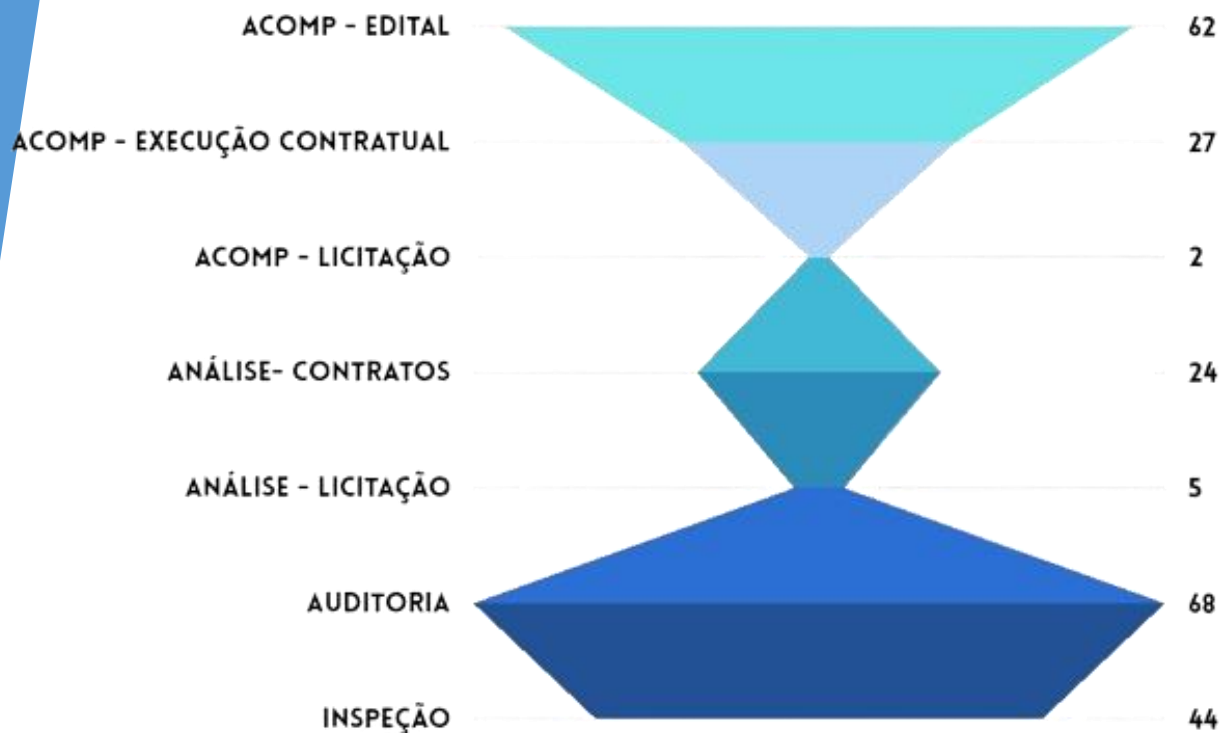 ACOMP - EDITAL 62
ACOMP - EXECUÇÃO CONTRATUAL 27
ACOMP - LICITAÇÃO 2
ANÁLISE- CONTRATOS 24
ANÁLISE - LICITAÇÃO 5
AUDITORIA 68
INSPEÇÃO 44